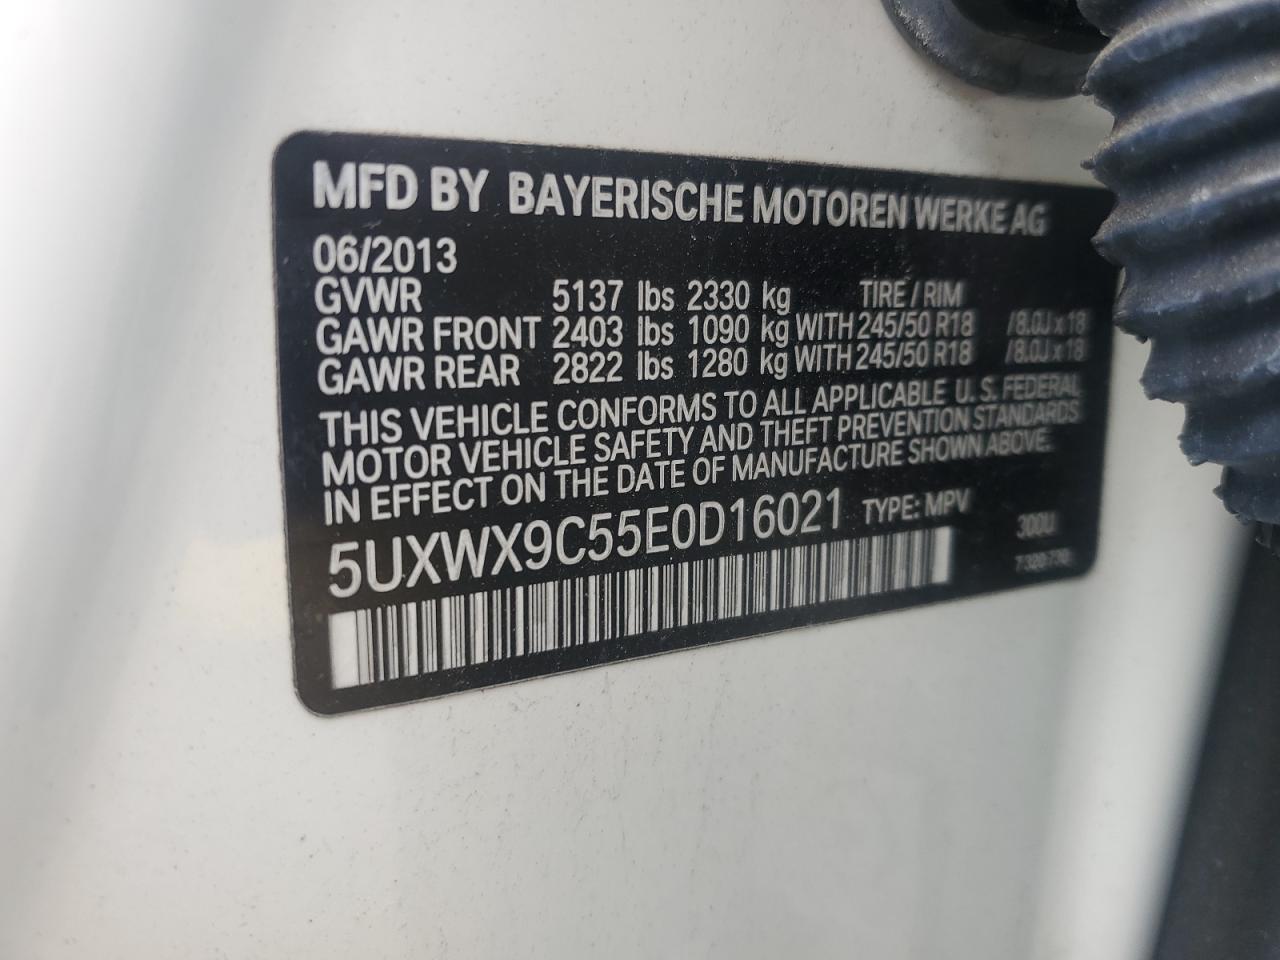 MFD BY BAYERISCHE MOTOREN WERKE AG
06/2013
GVWR 5137 lbs 2330 kg TIRE / RIM
GAWR FRONT 2403 lbs 1090 kg WITH 245/50 R18 /8.0J x 18
GAWR REAR 2822 lbs 1280 kg WITH 245/50 R18 /8.0J x 18
THIS VEHICLE CONFORMS TO ALL APPLICABLE U.S. FEDERAL
MOTOR VEHICLE SAFETY AND THEFT PREVENTION STANDARDS
IN EFFECT ON THE DATE OF MANUFACTURE SHOWN ABOVE.
5UXWX9C55E0D16021 TYPE: MPV
300U